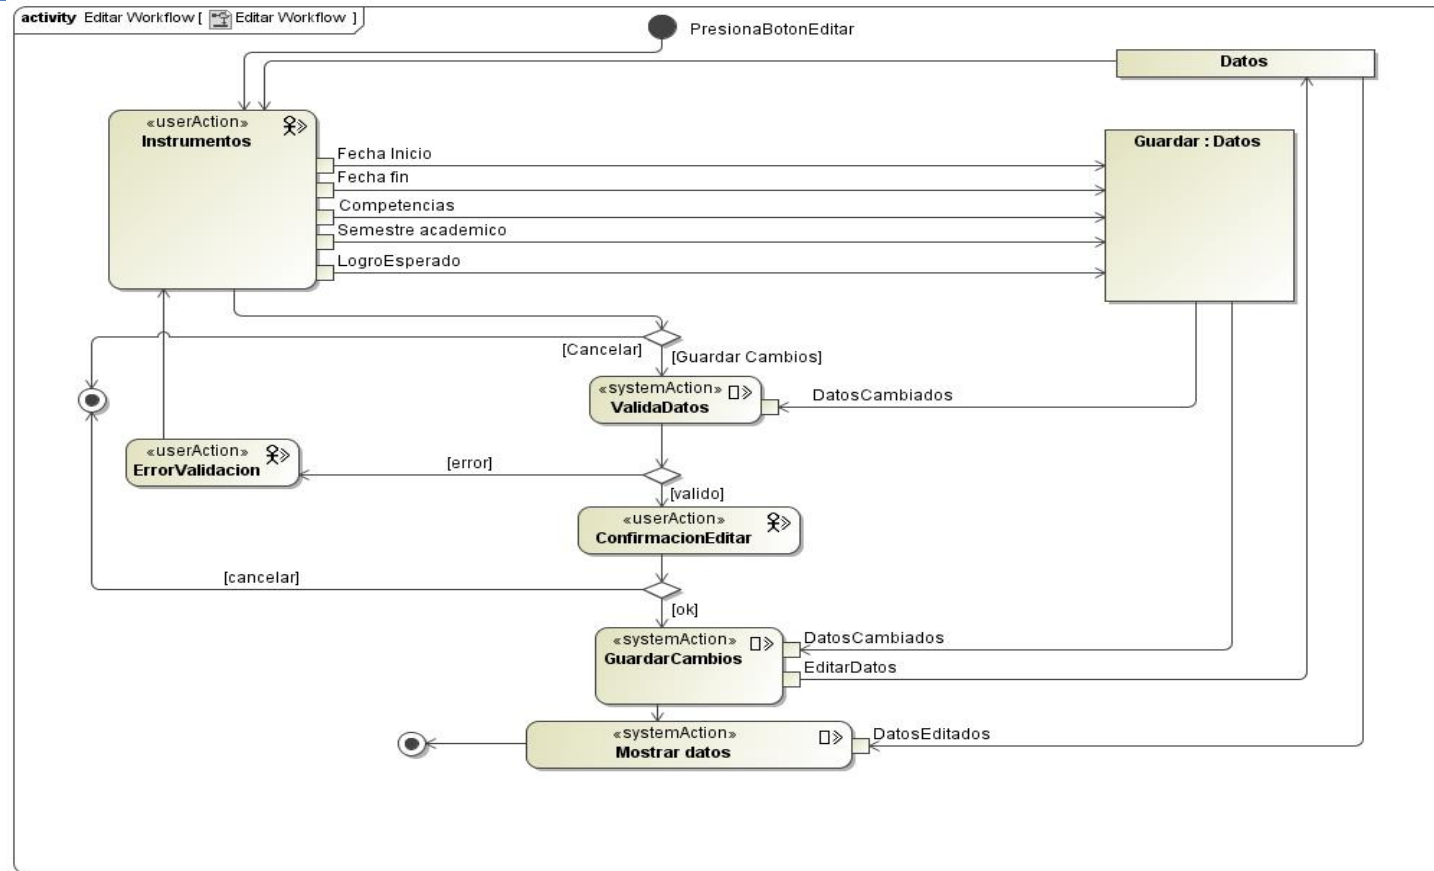 activity Editar Workflow [ Editar Workflow ]
PresionaBotonEditar
Datos
«userAction»
Instrumentos
Guardar : Datos
Fecha Inicio
Fecha fin
Competencias
Semestre academico
LogroEsperado
[Cancelar]
[Guardar Cambios]
«systemAction»
ValidaDatos
DatosCambiados
«userAction»
ErrorValidacion
[error]
[valido]
«userAction»
ConfirmacionEditar
[cancelar]
[ok]
«systemAction»
GuardarCambios
DatosCambiados
EditarDatos
«systemAction»
Mostrar datos
DatosEditados